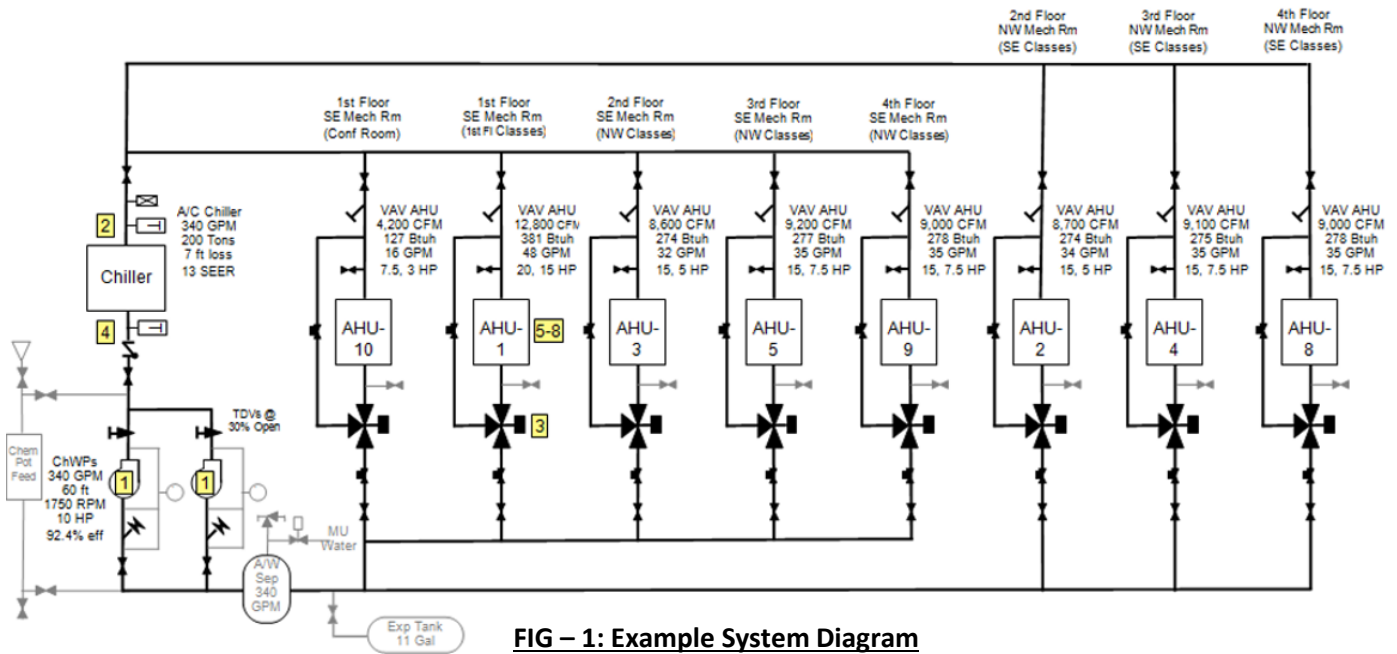 2nd Floor
NW Mech Rm
(SE Classes)
3rd Floor
NW Mech Rm
(SE Classes)
4th Floor
NW Mech Rm
(SE Classes)
1st Floor
SE Mech Rm
(Conf Room)
1st Floor
SE Mech Rm
(1st Fl Classes)
2nd Floor
SE Mech Rm
(NW Classes)
3rd Floor
SE Mech Rm
(NW Classes)
4th Floor
SE Mech Rm
(NW Classes)
2
A/C Chiller
340 GPM
200 Tons
7 ft loss
13 SEER
Chiller
4
VAV AHU
4,200 CFM
127 Btuh
16 GPM
7.5, 3 HP
VAV AHU
12,800 CFM
381 Btuh
48 GPM
20, 15 HP
VAV AHU
8,600 CFM
274 Btuh
32 GPM
15, 5 HP
VAV AHU
9,200 CFM
277 Btuh
35 GPM
15, 7.5 HP
VAV AHU
9,000 CFM
278 Btuh
35 GPM
15, 7.5 HP
VAV AHU
8,700 CFM
274 Btuh
34 GPM
15, 5 HP
VAV AHU
9,100 CFM
275 Btuh
35 GPM
15, 7.5 HP
VAV AHU
9,000 CFM
278 Btuh
35 GPM
15, 7.5 HP
AHU-
10
AHU-
1
5-8
AHU-
3
AHU-
5
AHU-
9
AHU-
2
AHU-
4
AHU-
8
3
TDVs @
30% Open
Chem
Pot
Feed
ChWPs
340 GPM
60 ft
1750 RPM
10 HP
92.4% eff
1
1
MU
Water
A/W
Sep
340
GPM
Exp Tank
11 Gal
FIG – 1: Example System Diagram